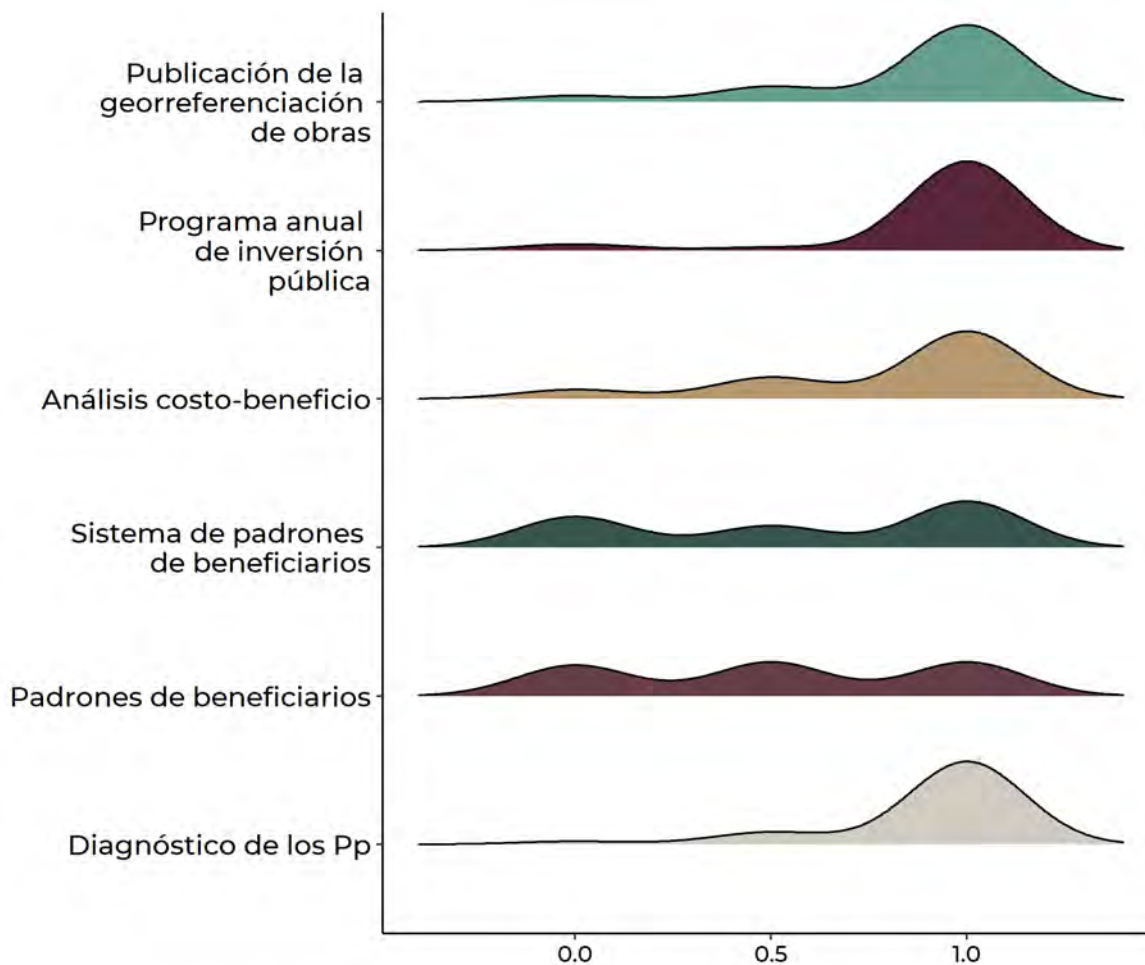 Publicación de la
georreferenciación
de obras
Programa anual
de inversión
pública
Análisis costo-beneficio
Sistema de padrones
de beneficiarios
Padrones de beneficiarios
Diagnóstico de los Pp
0.0 0.5 1.0